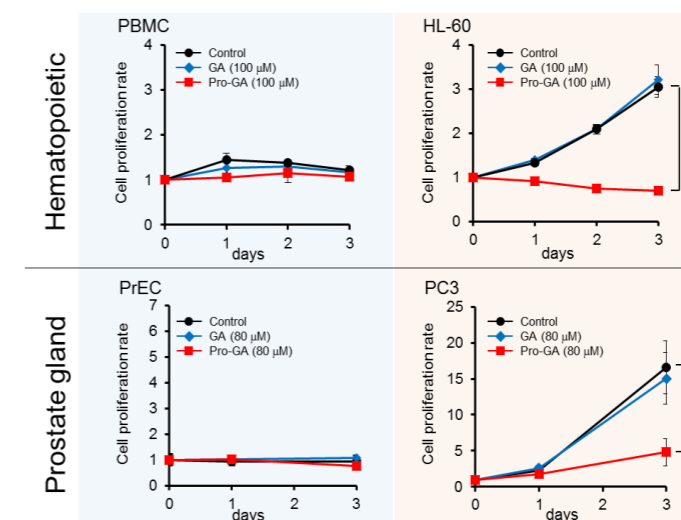 Hematopoietic
PBMC
Cell proliferation rate
4
3
2
1
0
Control
GA (100 μM)
Pro-GA (100 μM)
0 1 2 3
days
HL-60
Cell proliferation rate
4
3
2
1
0
Control
GA (100 μM)
Pro-GA (100 μM)
0 1 2 3
days
Prostate gland
PrEC
Cell proliferation rate
7
6
5
4
3
2
1
0
Control
GA (80 μM)
Pro-GA (80 μM)
0 1 2 3
days
PC3
Cell proliferation rate
25
20
15
10
5
0
Control
GA (80 μM)
Pro-GA (80 μM)
0 1 2 3
days